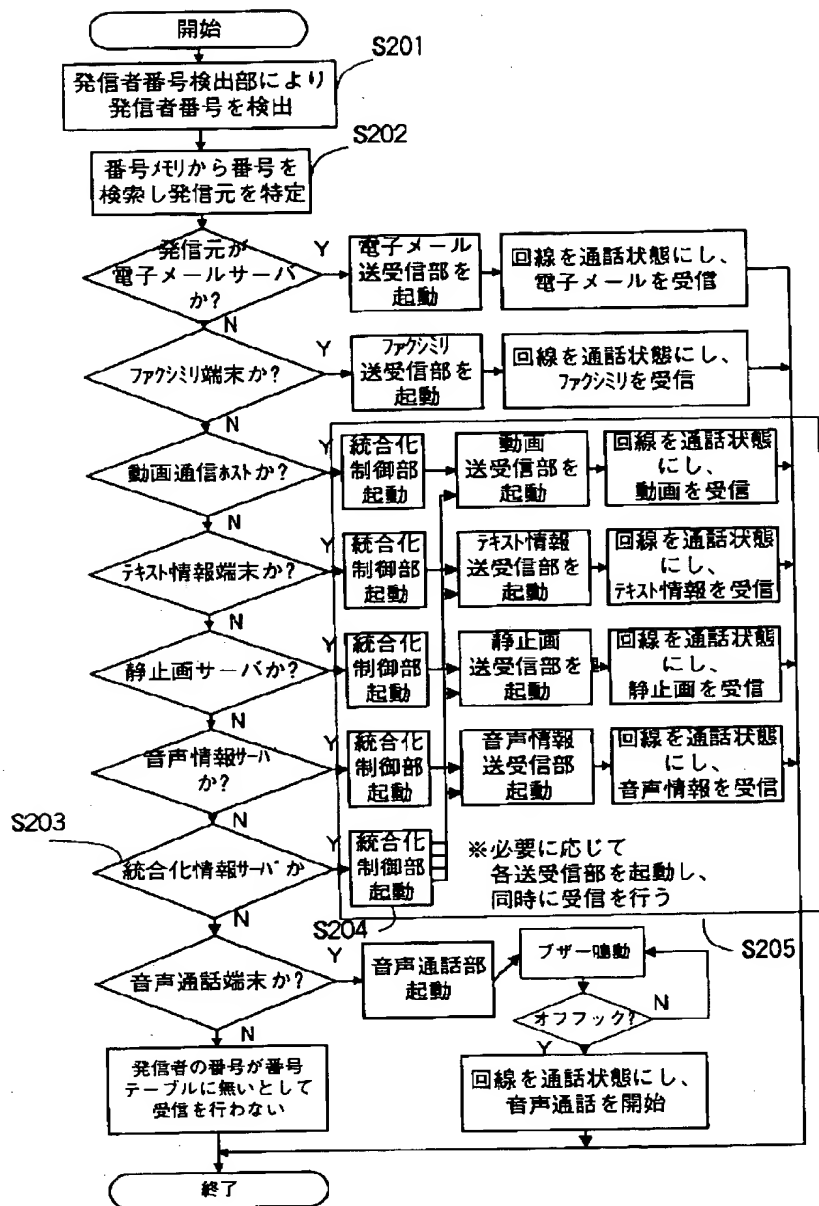 開始
S201
発信者番号検出部により
発信者番号を検出
S202
番号メモリから番号を
検索し発信元を特定
発信元が
電子メールサーバ
か?
Y
電子メール
送受信部を
起動
回線を通話状態にし、
電子メールを受信
N
ファクシミリ端末か?
Y
ファクシミリ
送受信部を
起動
回線を通話状態にし、
ファクシミリを受信
N
動画通信ホストか?
Y
統合化
制御部
起動
動画
送受信部を
起動
回線を通話状態
にし、
動画を受信
N
テキスト情報端末か?
Y
統合化
制御部
起動
テキスト情報
送受信部を
起動
回線を通話状態
にし、
テキスト情報を受信
N
静止画サーバか?
Y
統合化
制御部
起動
静止画
送受信部を
起動
回線を通話状態
にし、
静止画を受信
N
音声情報サーバ
か?
Y
統合化
制御部
起動
音声情報
送受信部
起動
回線を通話状態
にし、
音声情報を受信
N
S203
統合化情報サーバか
Y
統合化
制御部
起動
S204
※必要に応じて
各送受信部を起動し、
同時に受信を行う
S205
N
音声通話端末か?
Y
音声通話部
起動
ブザー鳴動
オフフック?
N
Y
回線を通話状態にし、
音声通話を開始
N
発信者の番号が番号
テーブルに無いとして
受信を行わない
終了